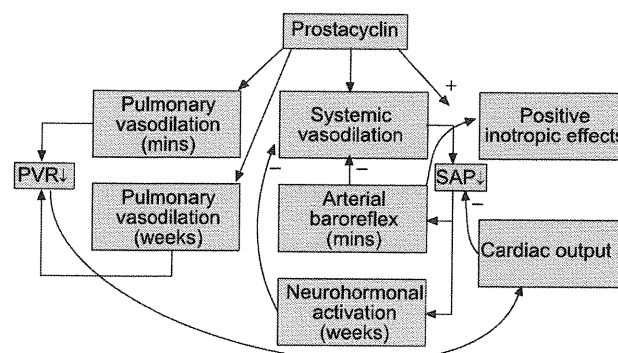 Prostacyclin
+
Pulmonary
vasodilation
(mins)
Systemic
vasodilation
Positive
inotropic effects
PVR↓
Pulmonary
vasodilation
(weeks)
–
–
Arterial
baroreflex
(mins)
SAP↓
–
Cardiac output
Neurohormonal
activation
(weeks)